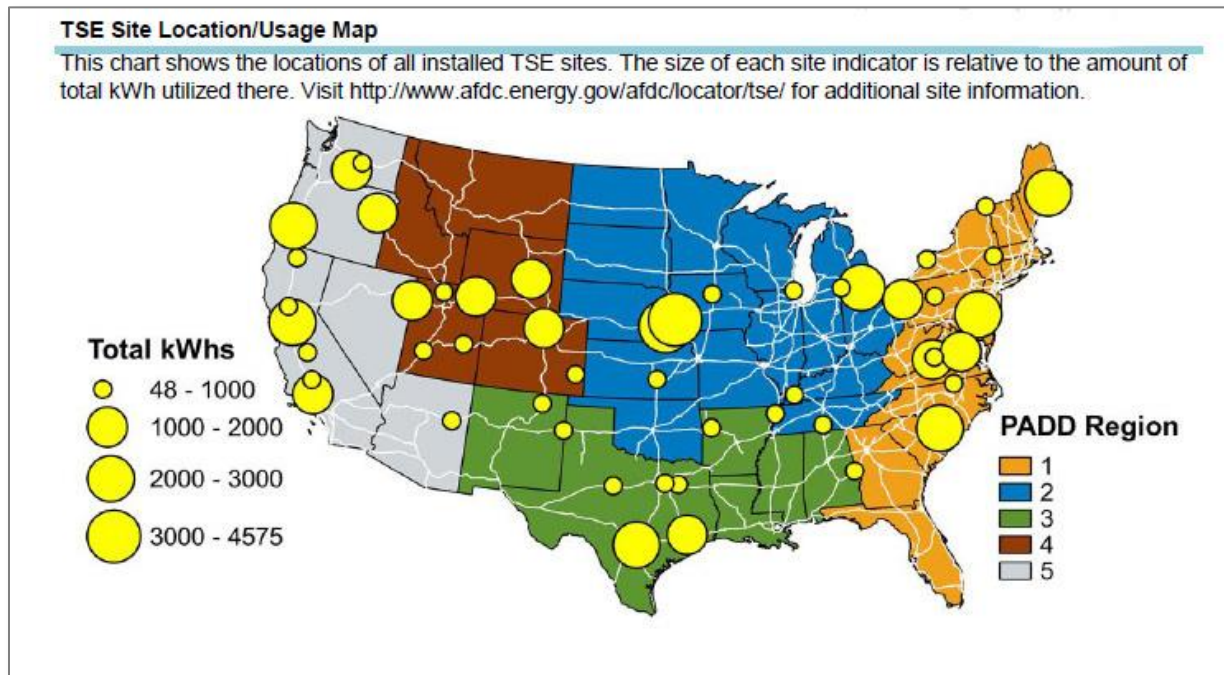 TSE Site Location/Usage Map
This chart shows the locations of all installed TSE sites. The size of each site indicator is relative to the amount of
total kWh utilized there. Visit http://www.afdc.energy.gov/afdc/locator/tse/ for additional site information.
Total kWhs
48 - 1000
1000 - 2000
2000 - 3000
3000 - 4575
PADD Region
1
2
3
4
5